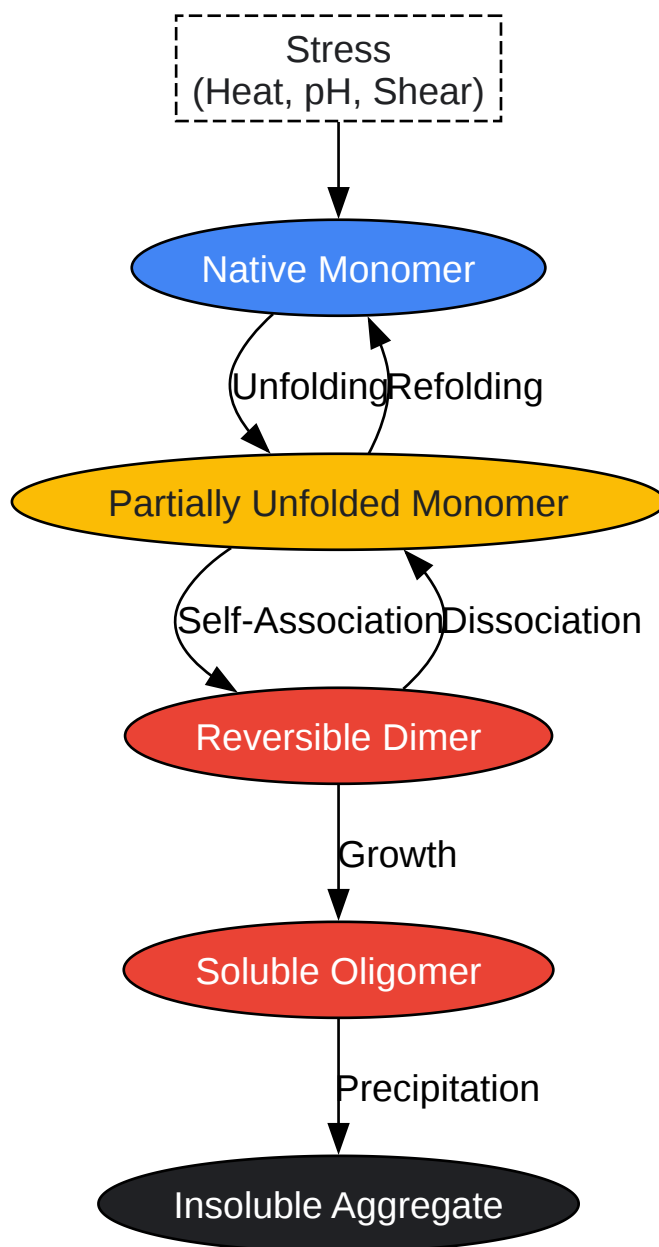 Stress
(Heat, pH, Shear)
Native Monomer
Unfolding
Refolding
Partially Unfolded Monomer
Self-Association
Dissociation
Reversible Dimer
Growth
Soluble Oligomer
Precipitation
Insoluble Aggregate